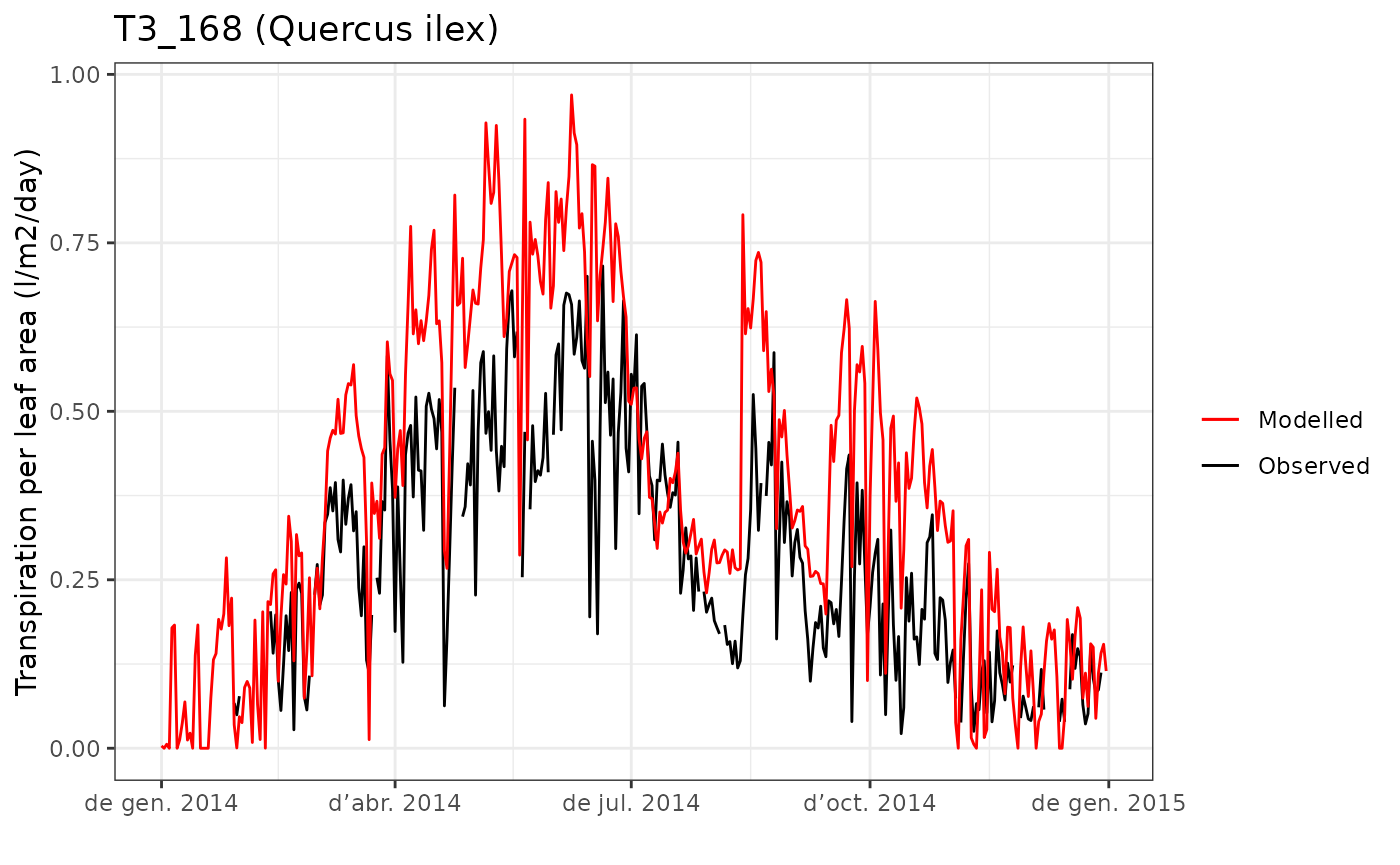 T3_168 (Quercus ilex)
Transpiration per leaf area (l/m2/day)
1.00
0.75
0.50
0.25
0.00
de gen. 2014
d’abr. 2014
de jul. 2014
d’oct. 2014
de gen. 2015
Modelled
Observed